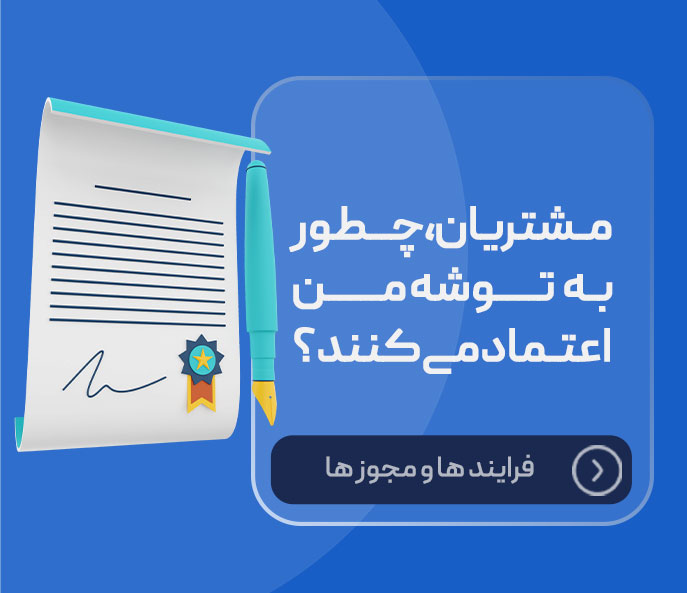 مشتریان، چطور
به توشه من
اعتماد می‌کنند؟
فرایند ها و مجوز ها